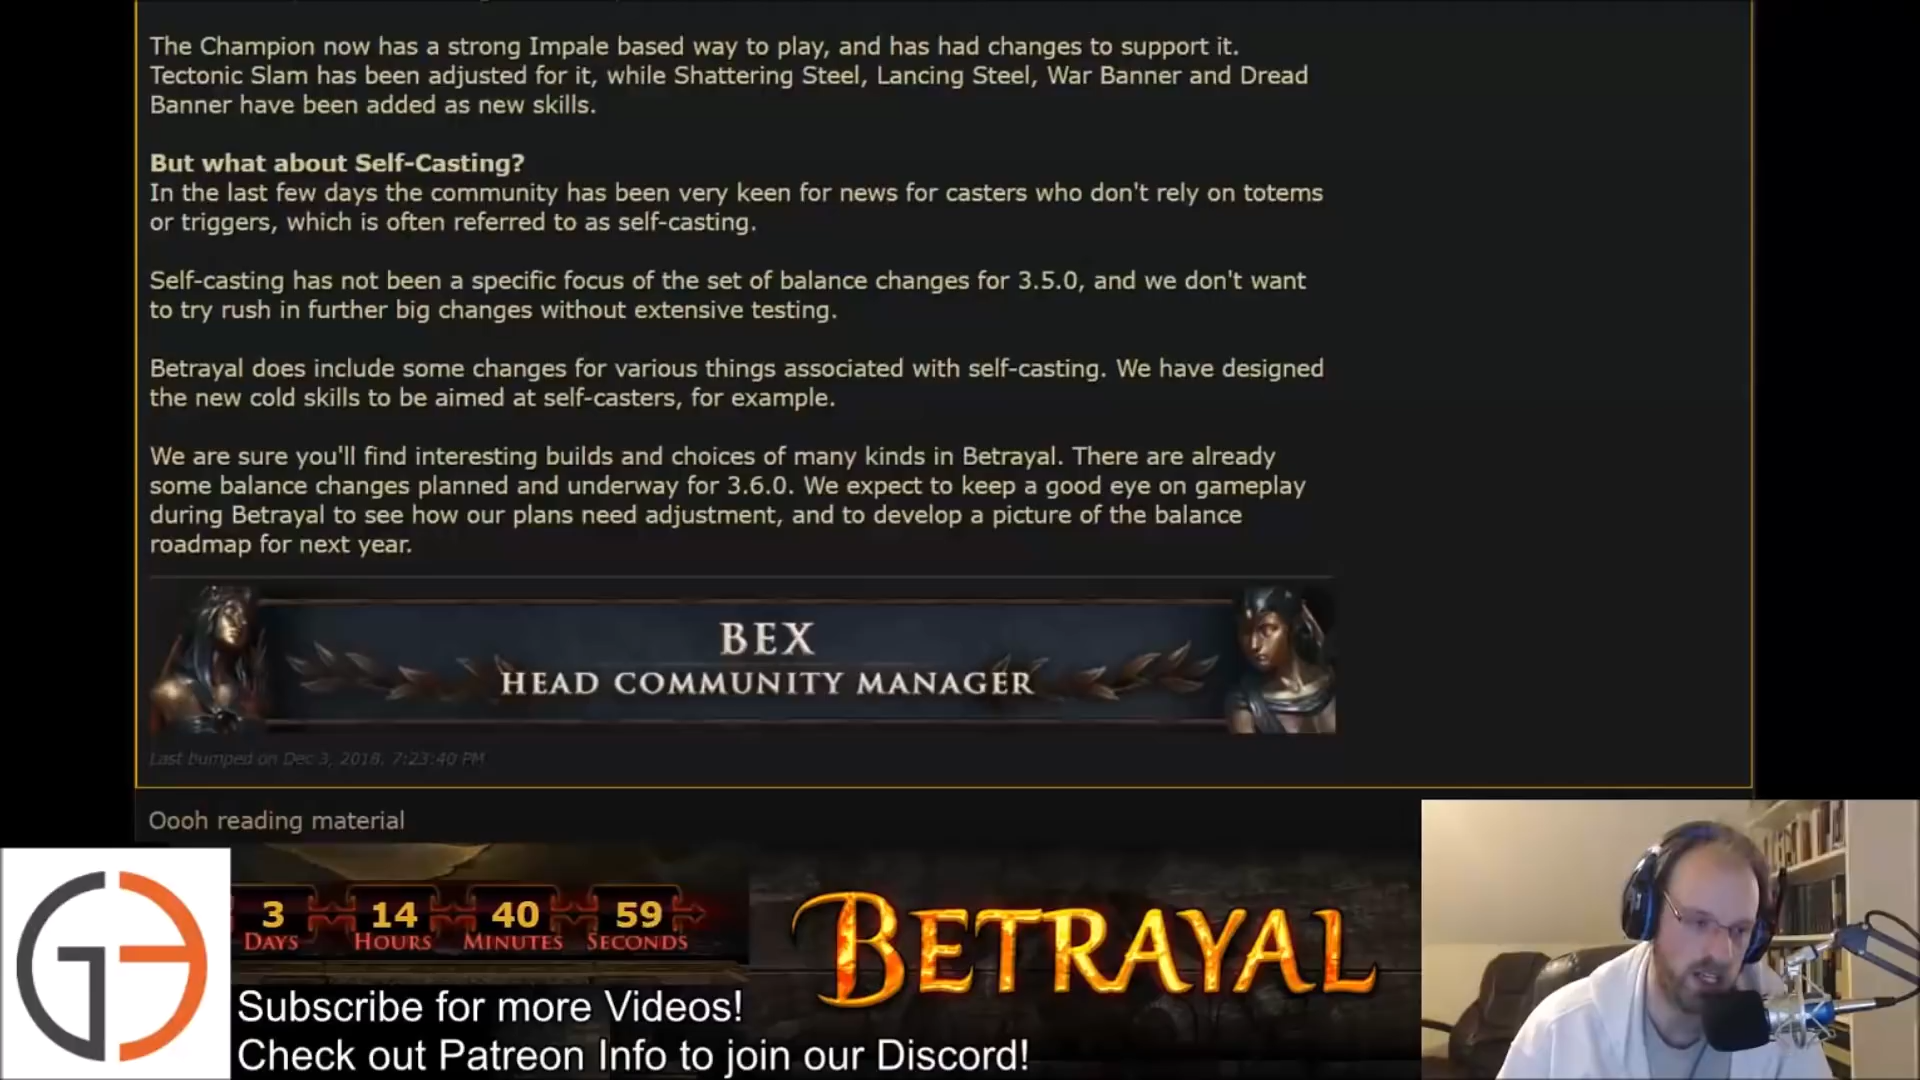 The Champion now has a strong Impale based way to play, and has had changes to support it.
Tectonic Slam has been adjusted for it, while Shattering Steel, Lancing Steel, War Banner and Dread
Banner have been added as new skills.
But what about Self-Casting?
In the last few days the community has been very keen for news for casters who don't rely on totems
or triggers, which is often referred to as self-casting.
Self-casting has not been a specific focus of the set of balance changes for 3.5.0, and we don't want
to try rush in further big changes without extensive testing.
Betrayal does include some changes for various things associated with self-casting. We have designed
the new cold skills to be aimed at self-casters, for example.
We are sure you'll find interesting builds and choices of many kinds in Betrayal. There are already
some balance changes planned and underway for 3.6.0. We expect to keep a good eye on gameplay
during Betrayal to see how our plans need adjustment, and to develop a picture of the balance
roadmap for next year.
BEX
HEAD COMMUNITY MANAGER
Last bumped on Dec 3, 2018, 7:23:40 PM
Oooh reading material
3 14 40 59
DAYS HOURS MINUTES SECONDS
BETRAYAL
Subscribe for more Videos!
Check out Patreon Info to join our Discord!